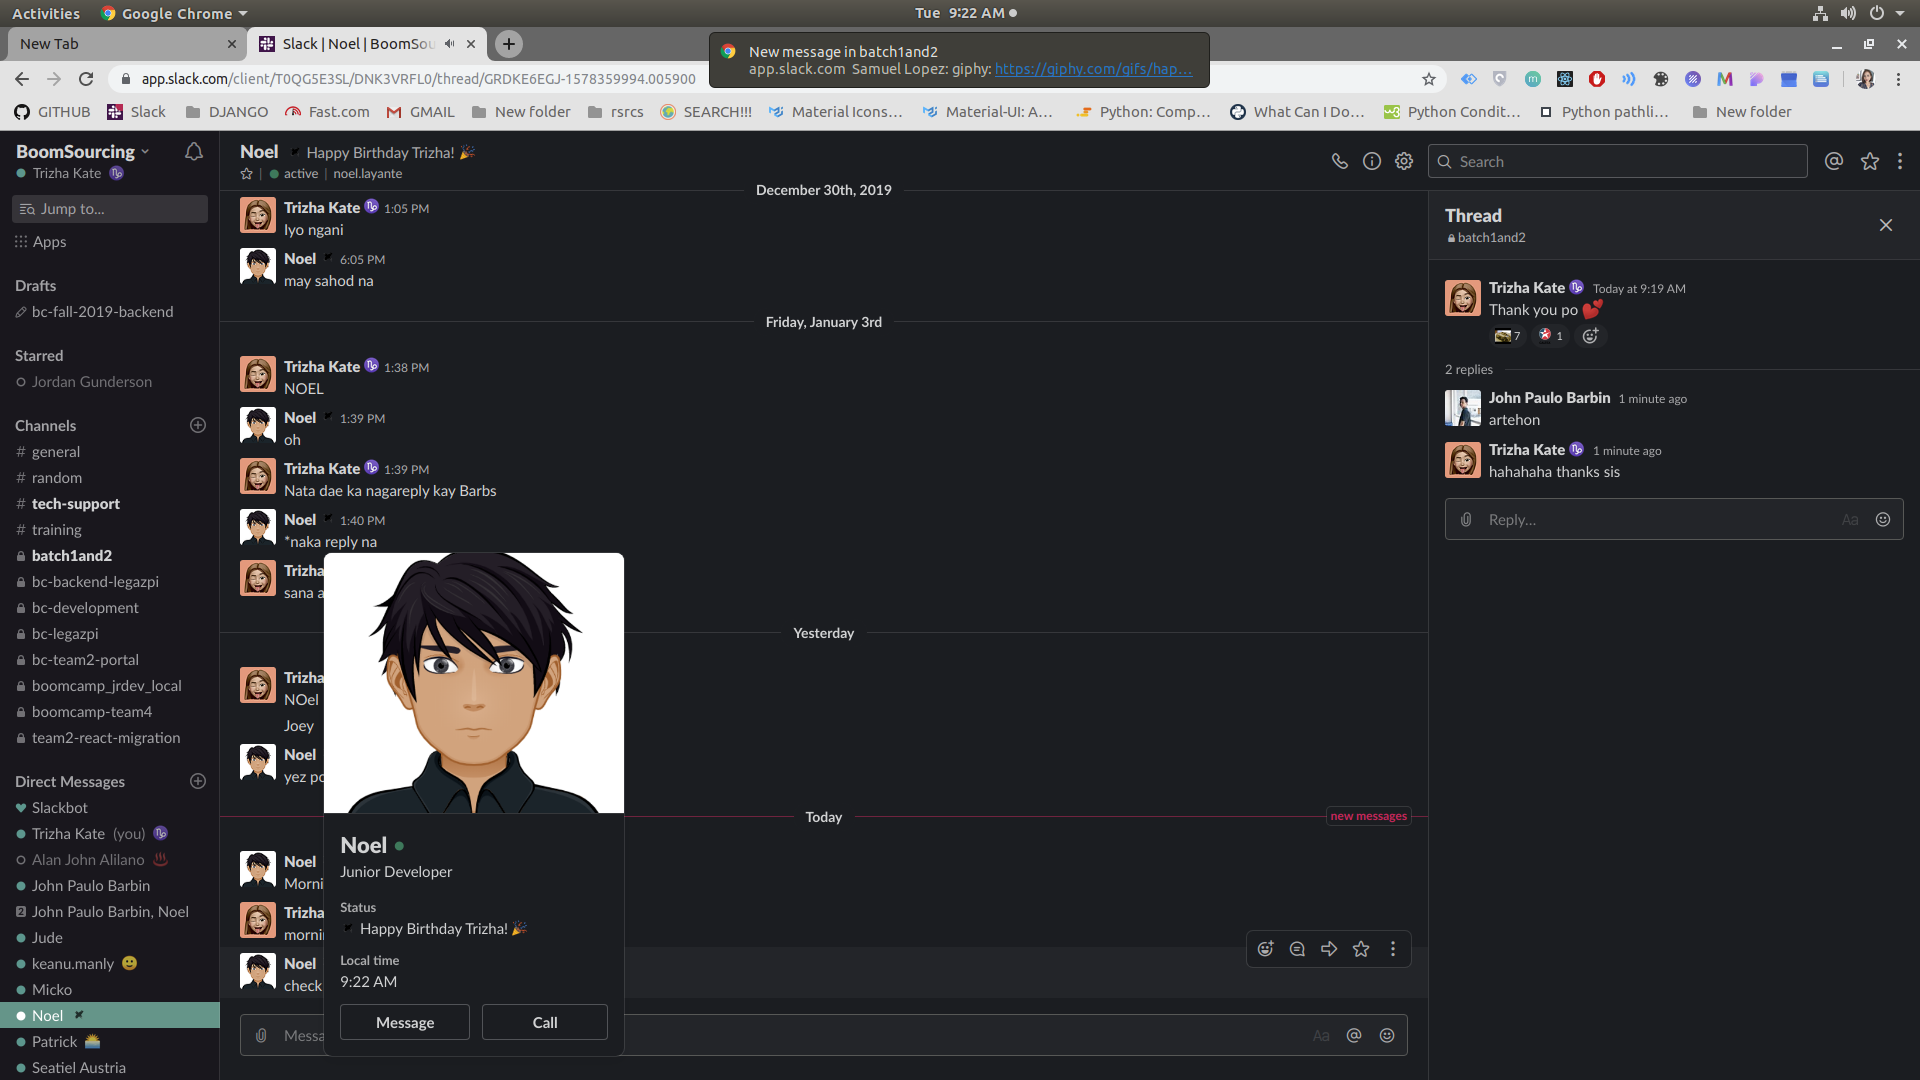 Activities
Google Chrome
Tue 9:22 AM
New Tab
Slack | Noel | BoomSou
New message in batch1and2
app.slack.com Samuel Lopez: giphy: https://giphy.com/gifs/hap...
app.slack.com/client/T0QG5E3SL/DNK3VRFL0/thread/GRDKE6EGJ-1578359994.005900
GITHUB
Slack
DJANGO
Fast.com
GMAIL
New folder
rsrcs
SEARCH!!!
Material Icons...
Material-UI: A...
Python: Comp...
What Can I Do...
Python Condit...
Python pathli...
New folder
BoomSourcing
Trizha Kate
Jump to...
Apps
Drafts
bc-fall-2019-backend
Starred
Jordan Gunderson
Channels
# general
# random
# tech-support
# training
batch1and2
bc-backend-legazpi
bc-development
bc-legazpi
bc-team2-portal
boomcamp_jrdev_local
boomcamp-team4
team2-react-migration
Direct Messages
Slackbot
Trizha Kate (you)
Alan John Alilano
John Paulo Barbin
2 John Paulo Barbin, Noel
Jude
keanu.manly
Micko
Noel
Patrick
Seatiel Austria
Noel Happy Birthday Trizha! 🎉
active | noel.layante
Search
December 30th, 2019
Trizha Kate 1:05 PM
Iyo ngani
Noel 6:05 PM
may sahod na
Friday, January 3rd
Trizha Kate 1:38 PM
NOEL
Noel 1:39 PM
oh
Trizha Kate 1:39 PM
Nata dae ka nagareply kay Barbs
Noel 1:40 PM
*naka reply na
Trizha
sana a
Yesterday
Trizha
NOel
Joey
Noel
yez po
Today
new messages
Noel
Morni
Trizha
mornin
Noel
check
Messa
Aa
Noel
Junior Developer
Status
Happy Birthday Trizha! 🎉
Local time
9:22 AM
Message
Call
Thread
batch1and2
Trizha Kate Today at 9:19 AM
Thank you po 💕
7 1
2 replies
John Paulo Barbin 1 minute ago
artehon
Trizha Kate 1 minute ago
hahahaha thanks sis
Reply...
Aa